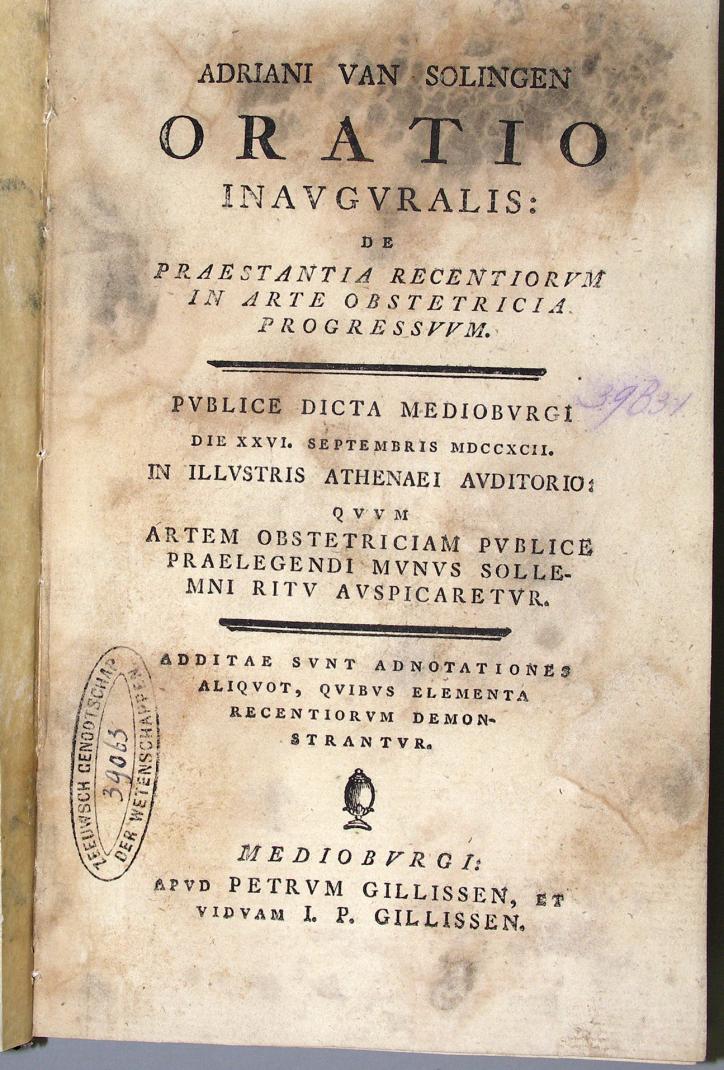 ADRIANI VAN SOLINGEN
ORATIO
INAVGVRALIS:
DE
PRAESTANTIA RECENTIORVM
IN ARTE OBSTETRICIA
PROGRESSVVM.
PVBLICE DICTA MEDIOBVRGI
DIE XXVI. SEPTEMBRIS MDCCXCII.
IN ILLVSTRIS ATHENAEI AVDITORIO:
QVVM
ARTEM OBSTETRICIAM PVBLICE
PRAELEGENDI MVNVS SOLLE-
MNI RITV AVSPICARETVR.
ADDITAE SVNT ADNOTATIONES
ALIQVOT, QVIBVS ELEMENTA
RECENTIORVM DEMON-
STRANTVR.
ZEEUWSCH GENOOTSCHAP
39063
DER WETENSCHAPPEN
MEDIOBVRGI:
APVD PETRVM GILLISSEN, ET
VIDVAM I. P. GILLISSEN.